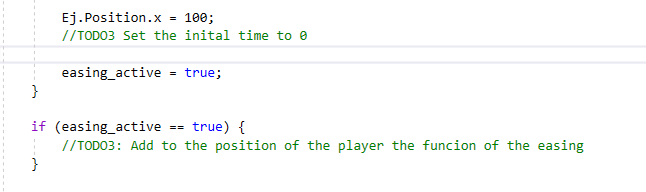 Ej.Position.x = 100;
//TODO3 Set the inital time to 0
easing_active = true;
}
if (easing_active == true) {
//TODO3: Add to the position of the player the funcion of the easing
}